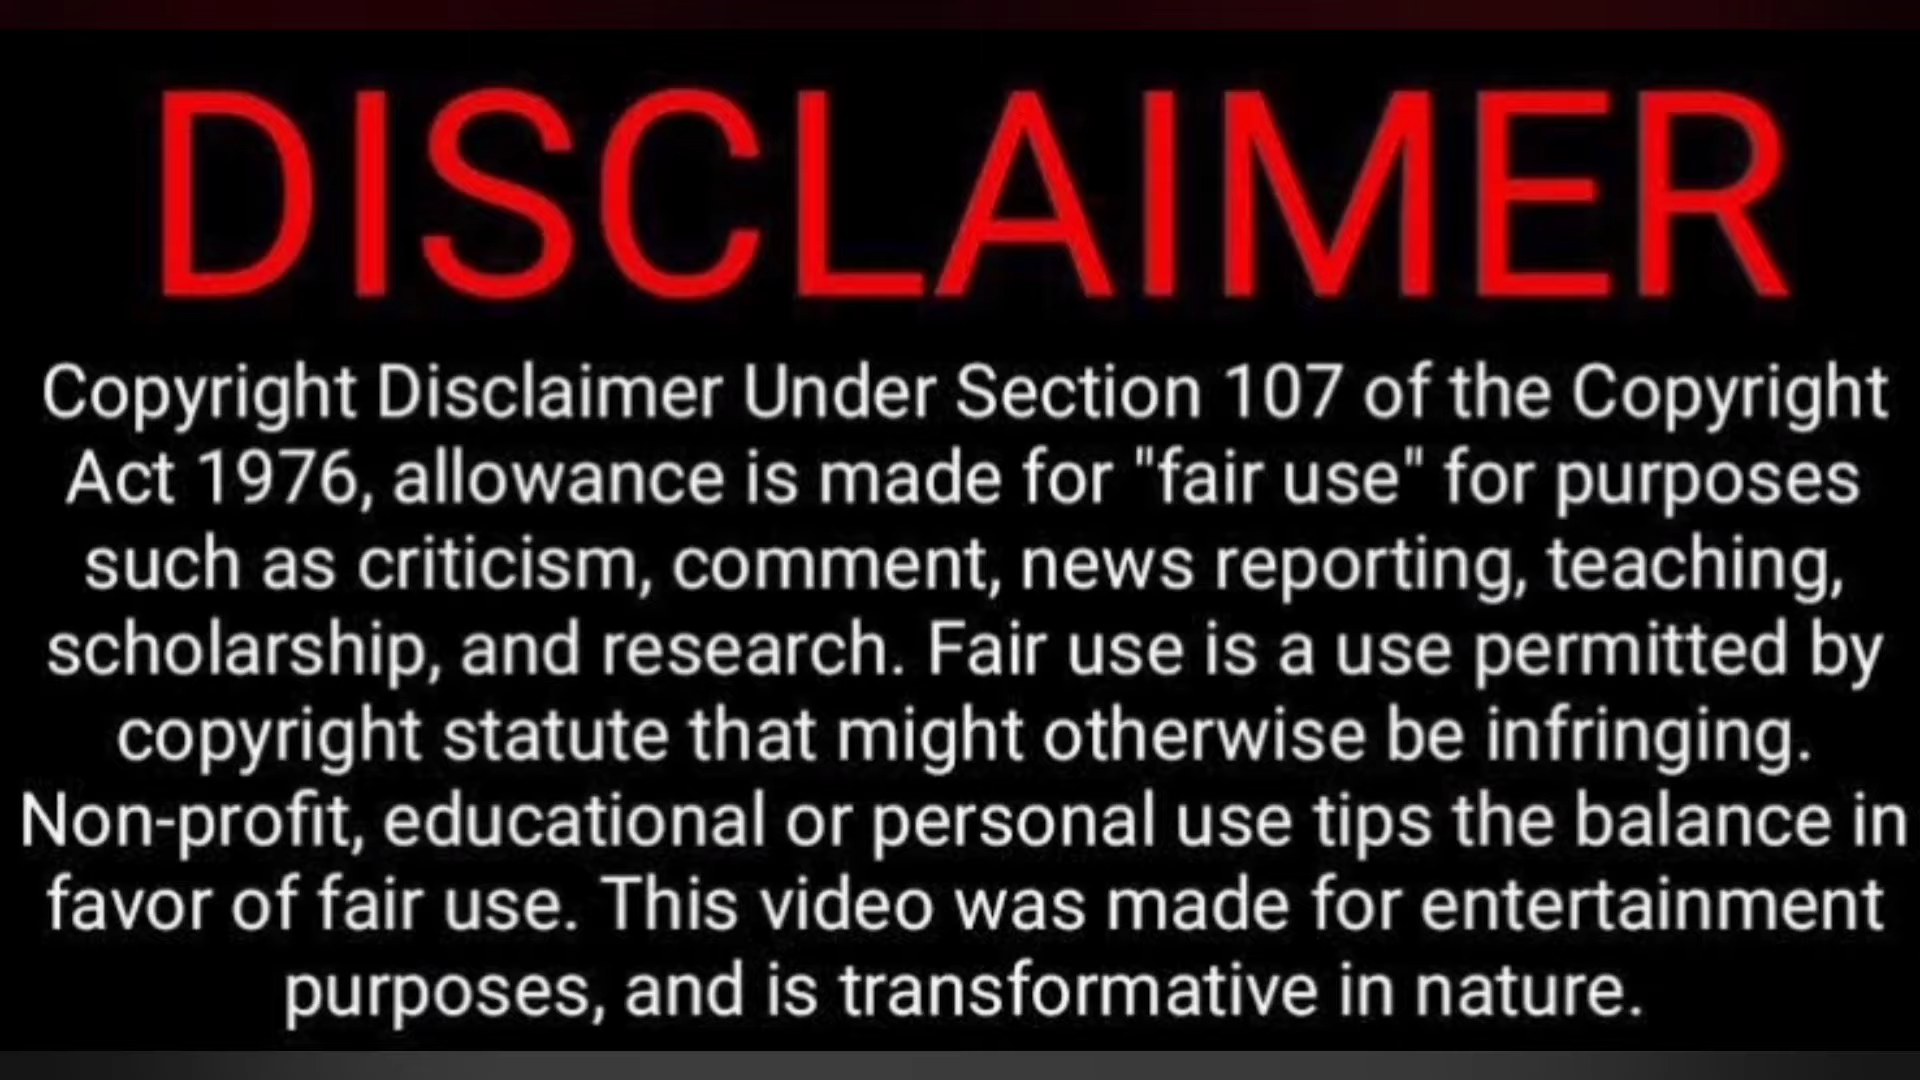 DISCLAIMER
Copyright Disclaimer Under Section 107 of the Copyright
Act 1976, allowance is made for "fair use" for purposes
such as criticism, comment, news reporting, teaching,
scholarship, and research. Fair use is a use permitted by
copyright statute that might otherwise be infringing.
Non-profit, educational or personal use tips the balance in
favor of fair use. This video was made for entertainment
purposes, and is transformative in nature.